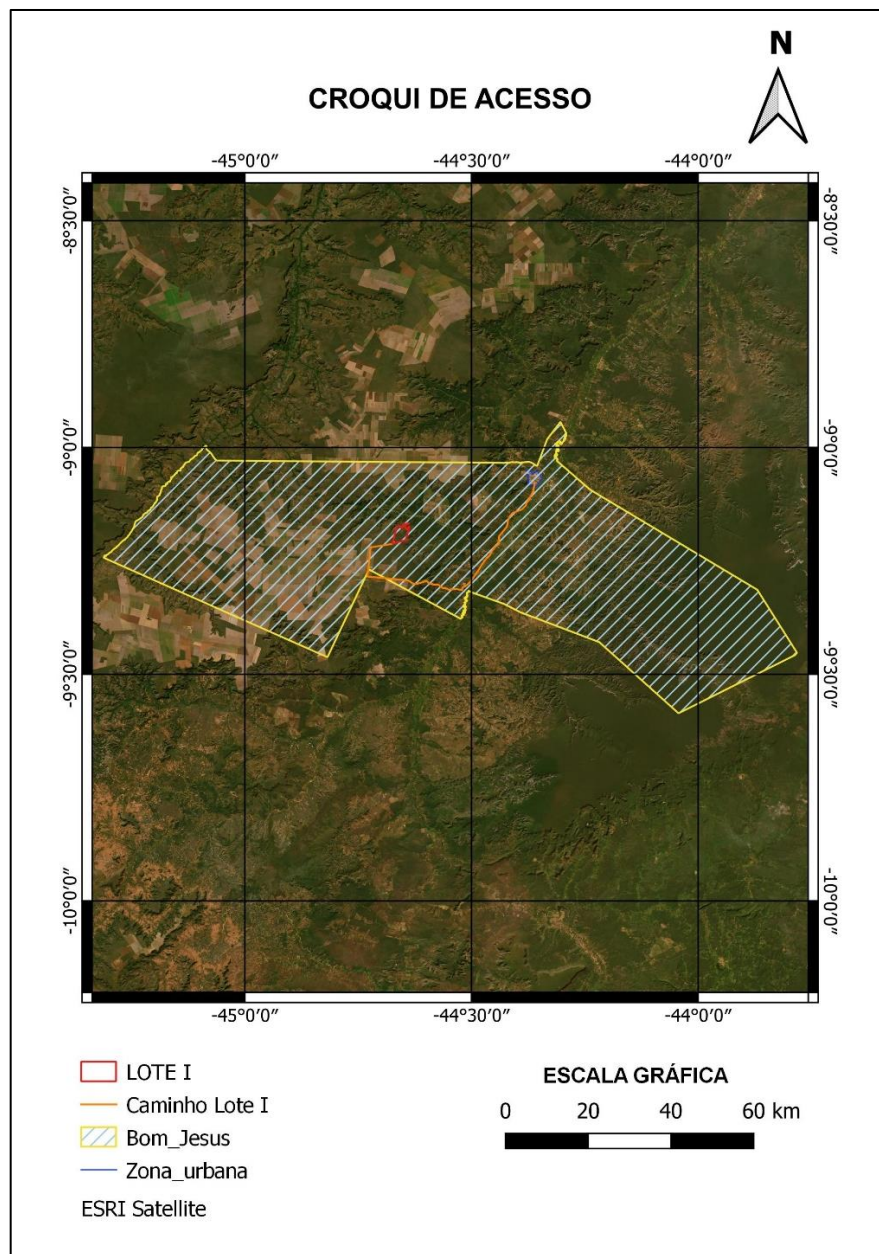 N
CROQUI DE ACESSO
-45°0'0″ -44°30'0″ -44°0'0″
-8°30'0″ -8°30'0″
-9°0'0″ -9°0'0″
-9°30'0″ -9°30'0″
-10°0'0″ -10°0'0″
-45°0'0″ -44°30'0″ -44°0'0″
LOTE I
Caminho Lote I
Bom_Jesus
Zona_urbana
ESRI Satellite
ESCALA GRÁFICA
0 20 40 60 km